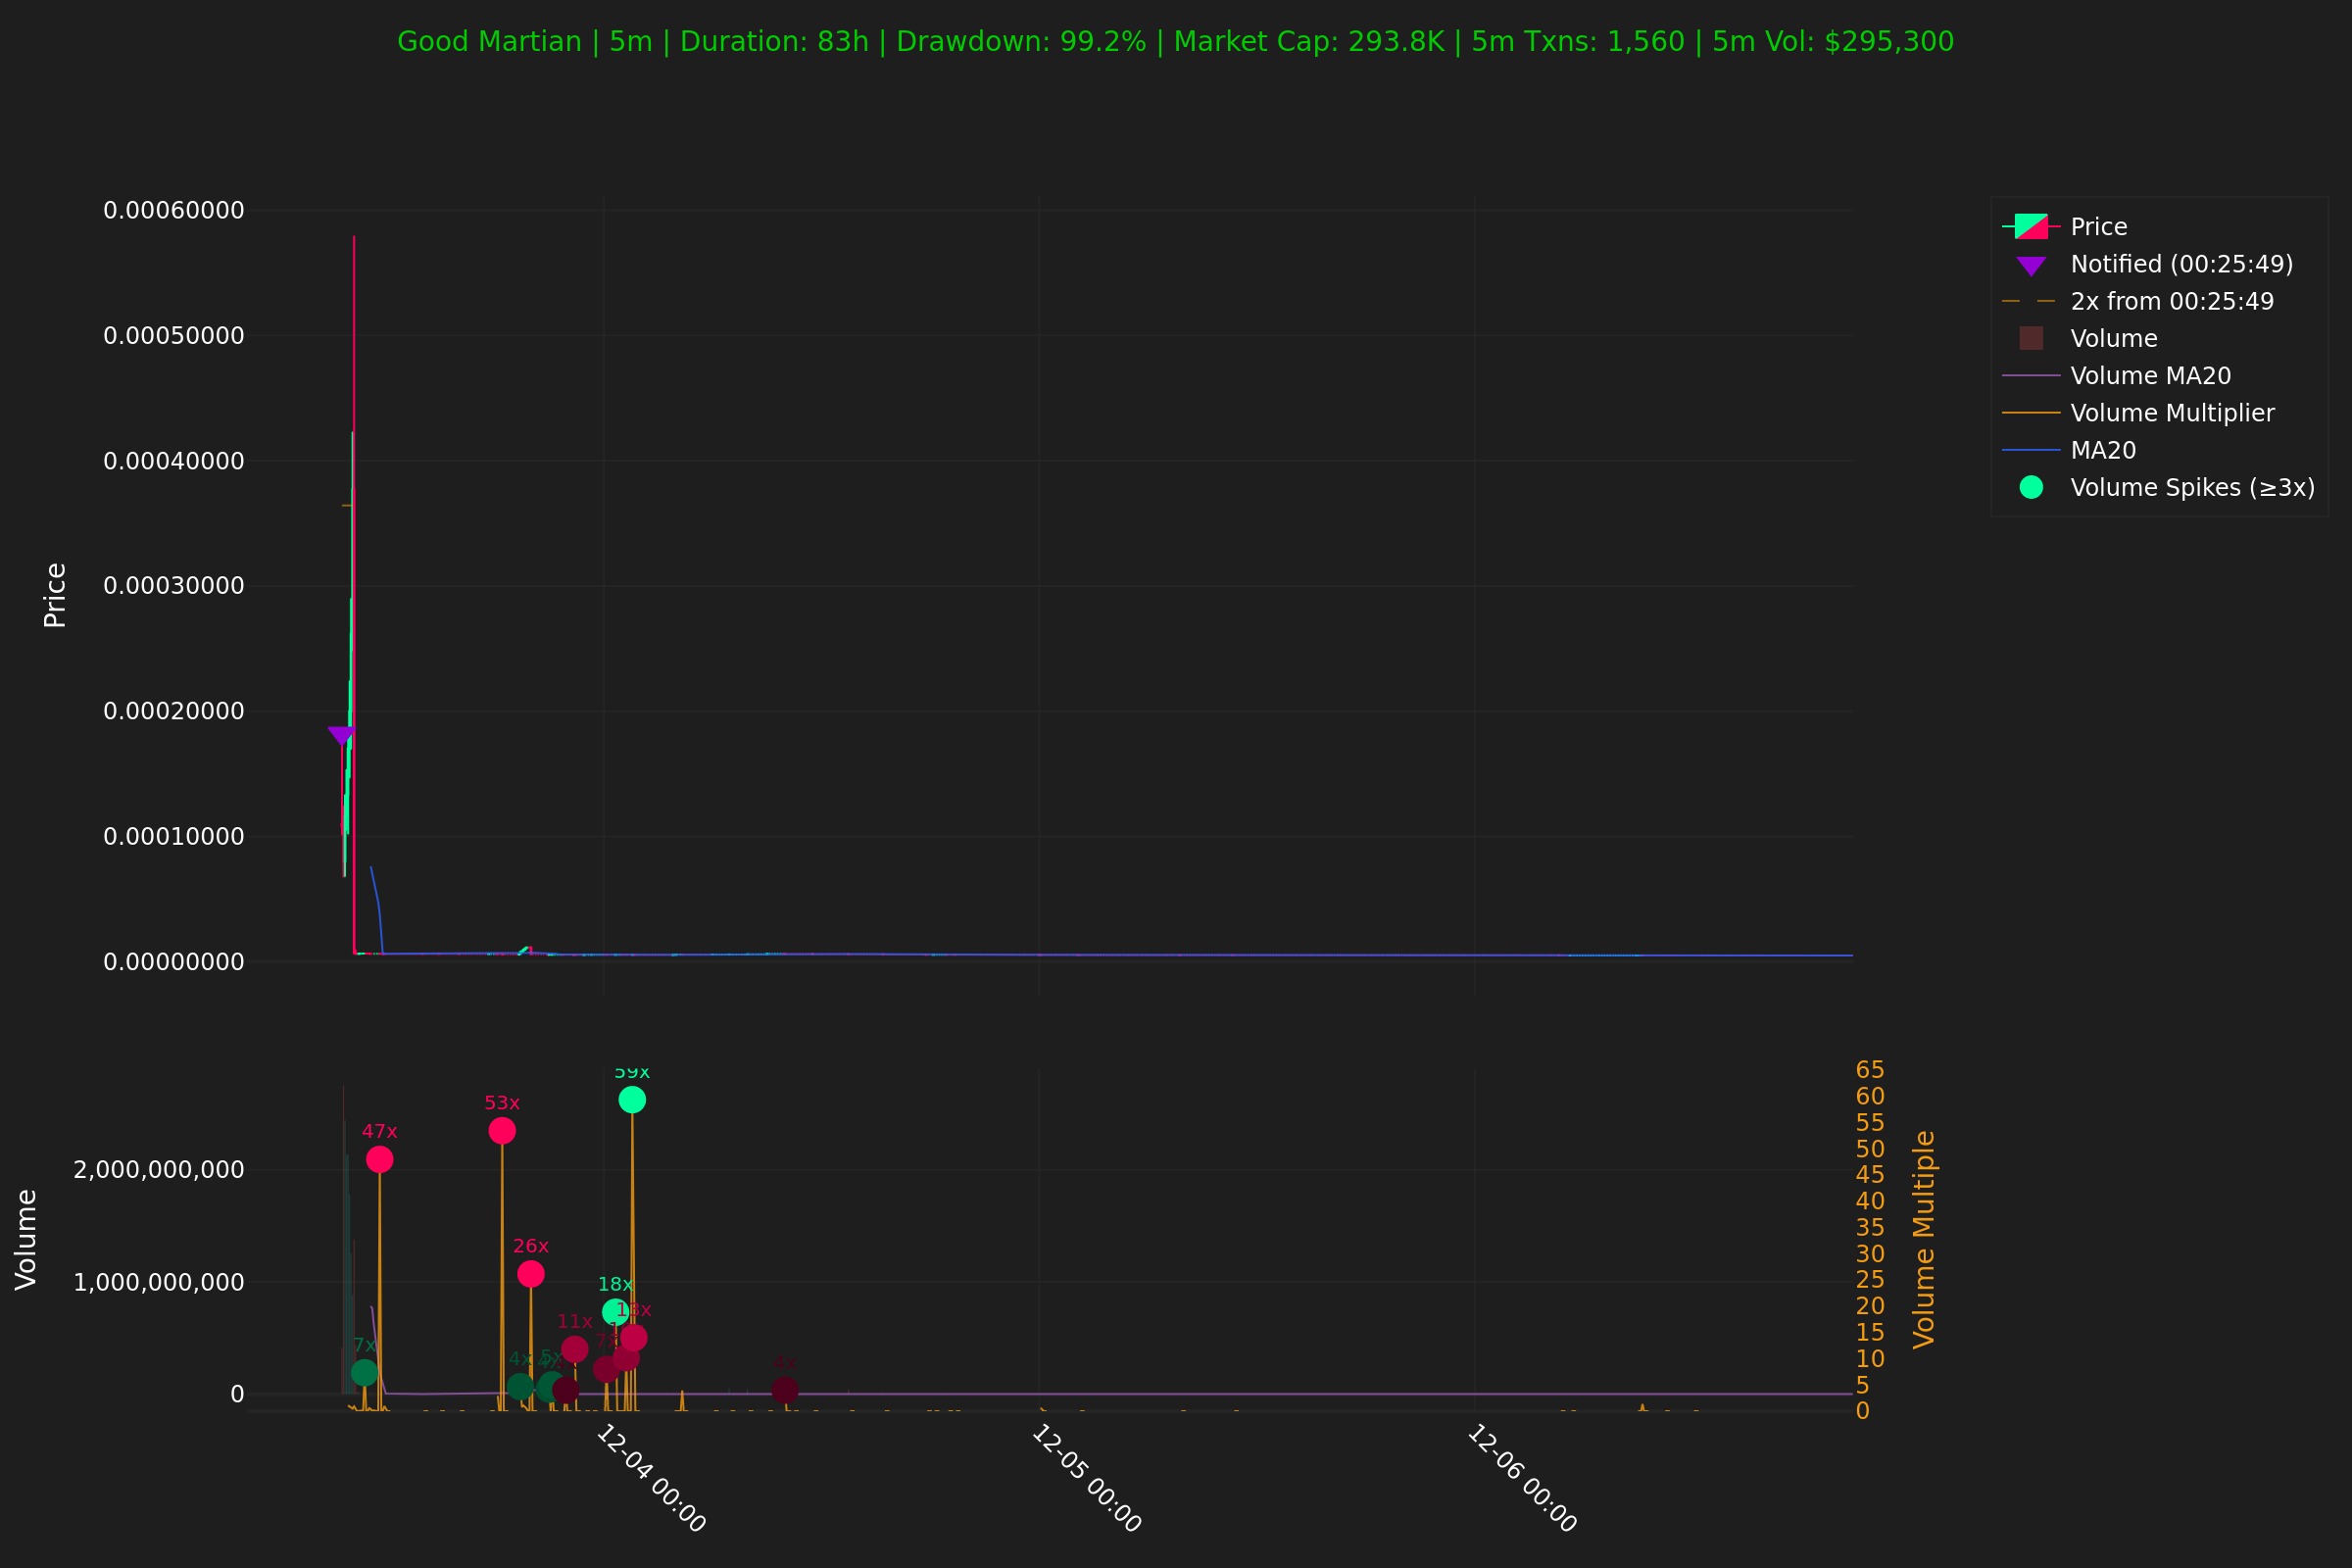 Good Martian | 5m | Duration: 83h | Drawdown: 99.2% | Market Cap: 293.8K | 5m Txns: 1,560 | 5m Vol: $295,300
Price
0.00060000
0.00050000
0.00040000
0.00030000
0.00020000
0.00010000
0.00000000
Price
Notified (00:25:49)
2x from 00:25:49
Volume
Volume MA20
Volume Multiplier
MA20
Volume Spikes (≥3x)
Volume
2,000,000,000
1,000,000,000
0
7x
47x
53x
4x
26x
5x
11x
18x
59x
13x
4x
65
60
55
50
45
40
35
30
25
20
15
10
5
0
Volume Multiple
12-04 00:00
12-05 00:00
12-06 00:00